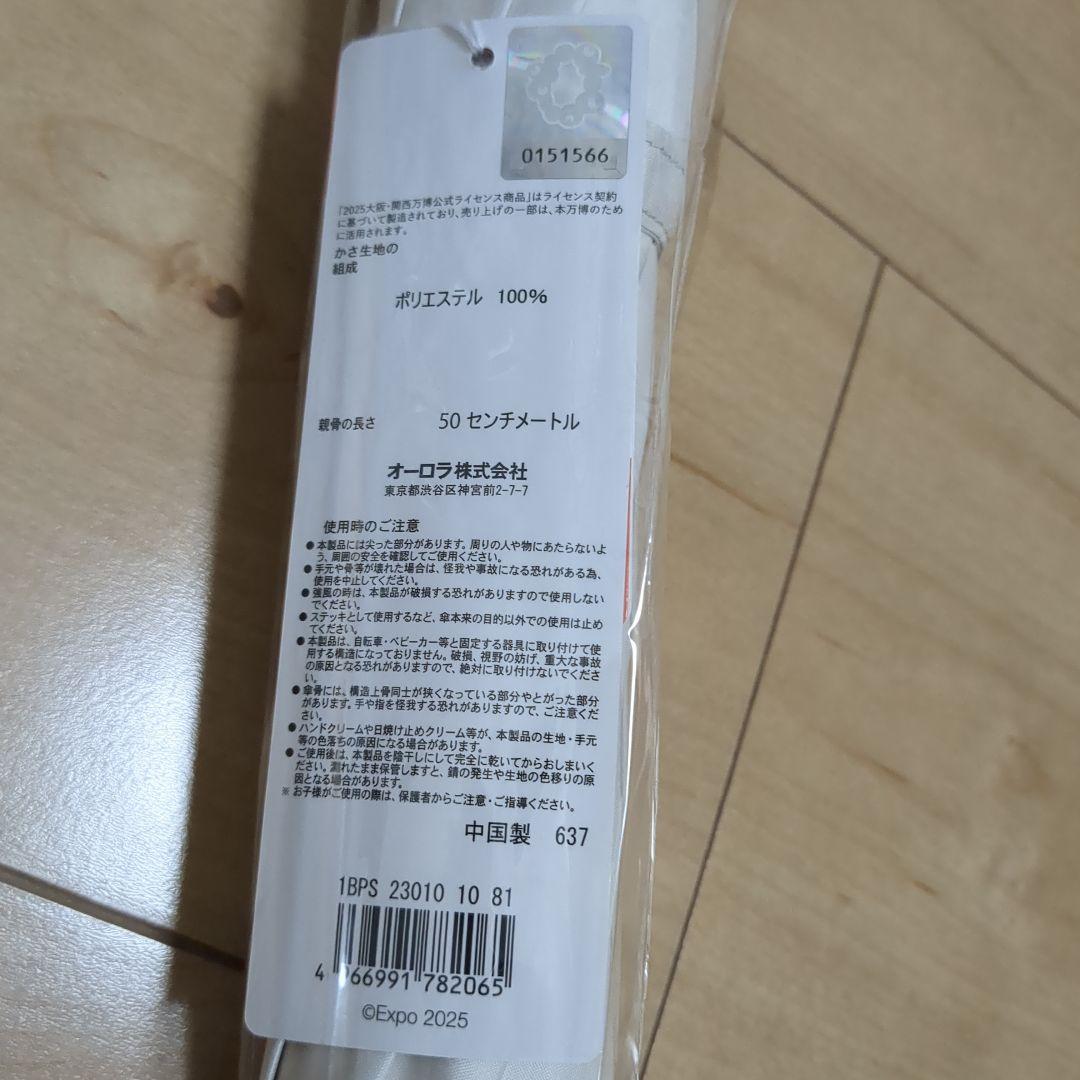 0151566
「2025大阪・関西万博公式ライセンス商品」はライセンス契約
に基づいて製造されており、売り上げの一部は、本万博のため
に活用されます。
かさ生地の
組成
ポリエステル 100%
親骨の長さ 50 センチメートル
オーロラ株式会社
東京都渋谷区神宮前2-7-7
使用時のご注意
●本製品には尖った部分があります。周りの人や物にあたらないよ
う、周囲の安全を確認してご使用ください。
●手元や骨等が壊れた場合は、怪我や事故になる恐れがある為、
使用を中止してください。
●強風の時は、本製品が破損する恐れがありますので使用しない
でください。
●ステッキとして使用するなど、傘本来の目的以外での使用は止め
てください。
●本製品は、自転車・ベビーカー等と固定する器具に取り付けて使
用する構造になっておりません。破損、視野の妨げ、重大な事故
の原因となる恐れがありますので、絶対に取り付けないでくださ
い。
●傘骨には、構造上骨同士が狭くなっている部分やとがった部分
があります。手や指を怪我する恐れがありますので、ご注意くだ
さい。
●ハンドクリームや日焼け止めクリーム等が、本製品の生地・手元
等の色落ちの原因になる場合があります。
●ご使用後は、本製品を陰干しにして完全に乾いてからおしまいく
ださい。濡れたまま保管しますと、錆の発生や生地の色移りの原
因となる場合があります。
※お子様がご使用の際は、保護者からご注意・ご指導ください。
中国製 637
1BPS 23010 10 81
4 966991 782065
©Expo 2025